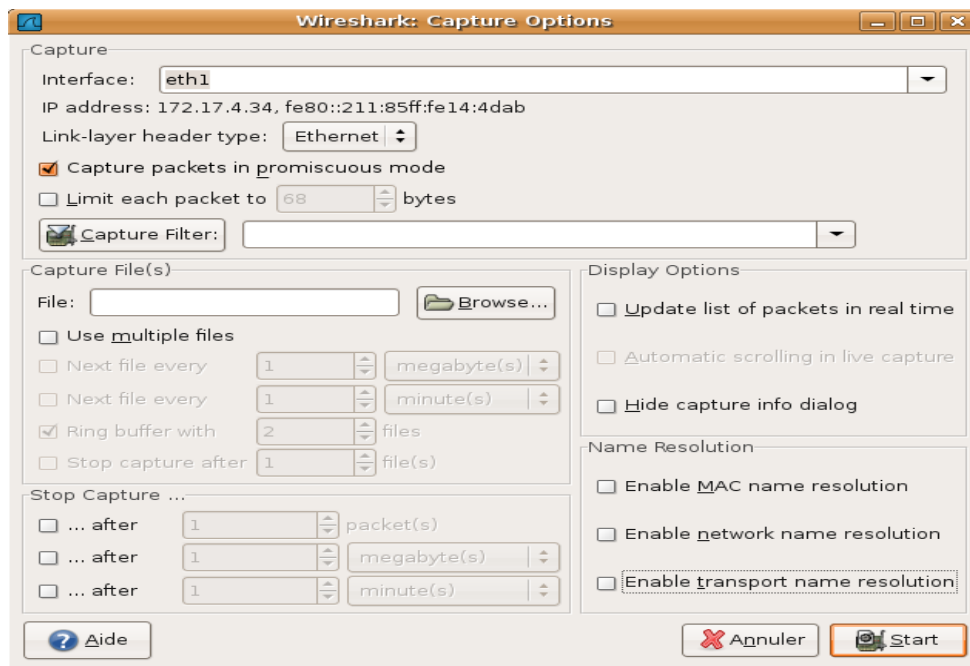 Wireshark: Capture Options
Capture
Interface: eth1
IP address: 172.17.4.34, fe80::211:85ff:fe14:4dab
Link-layer header type: Ethernet
Capture packets in promiscuous mode
Limit each packet to 68 bytes
Capture Filter:
Capture File(s)
File: Browse...
Use multiple files
Next file every 1 megabyte(s)
Next file every 1 minute(s)
Ring buffer with 2 files
Stop capture after 1 file(s)
Stop Capture ...
... after 1 packet(s)
... after 1 megabyte(s)
... after 1 minute(s)
Display Options
Update list of packets in real time
Automatic scrolling in live capture
Hide capture info dialog
Name Resolution
Enable MAC name resolution
Enable network name resolution
Enable transport name resolution
Aide Annuler Start